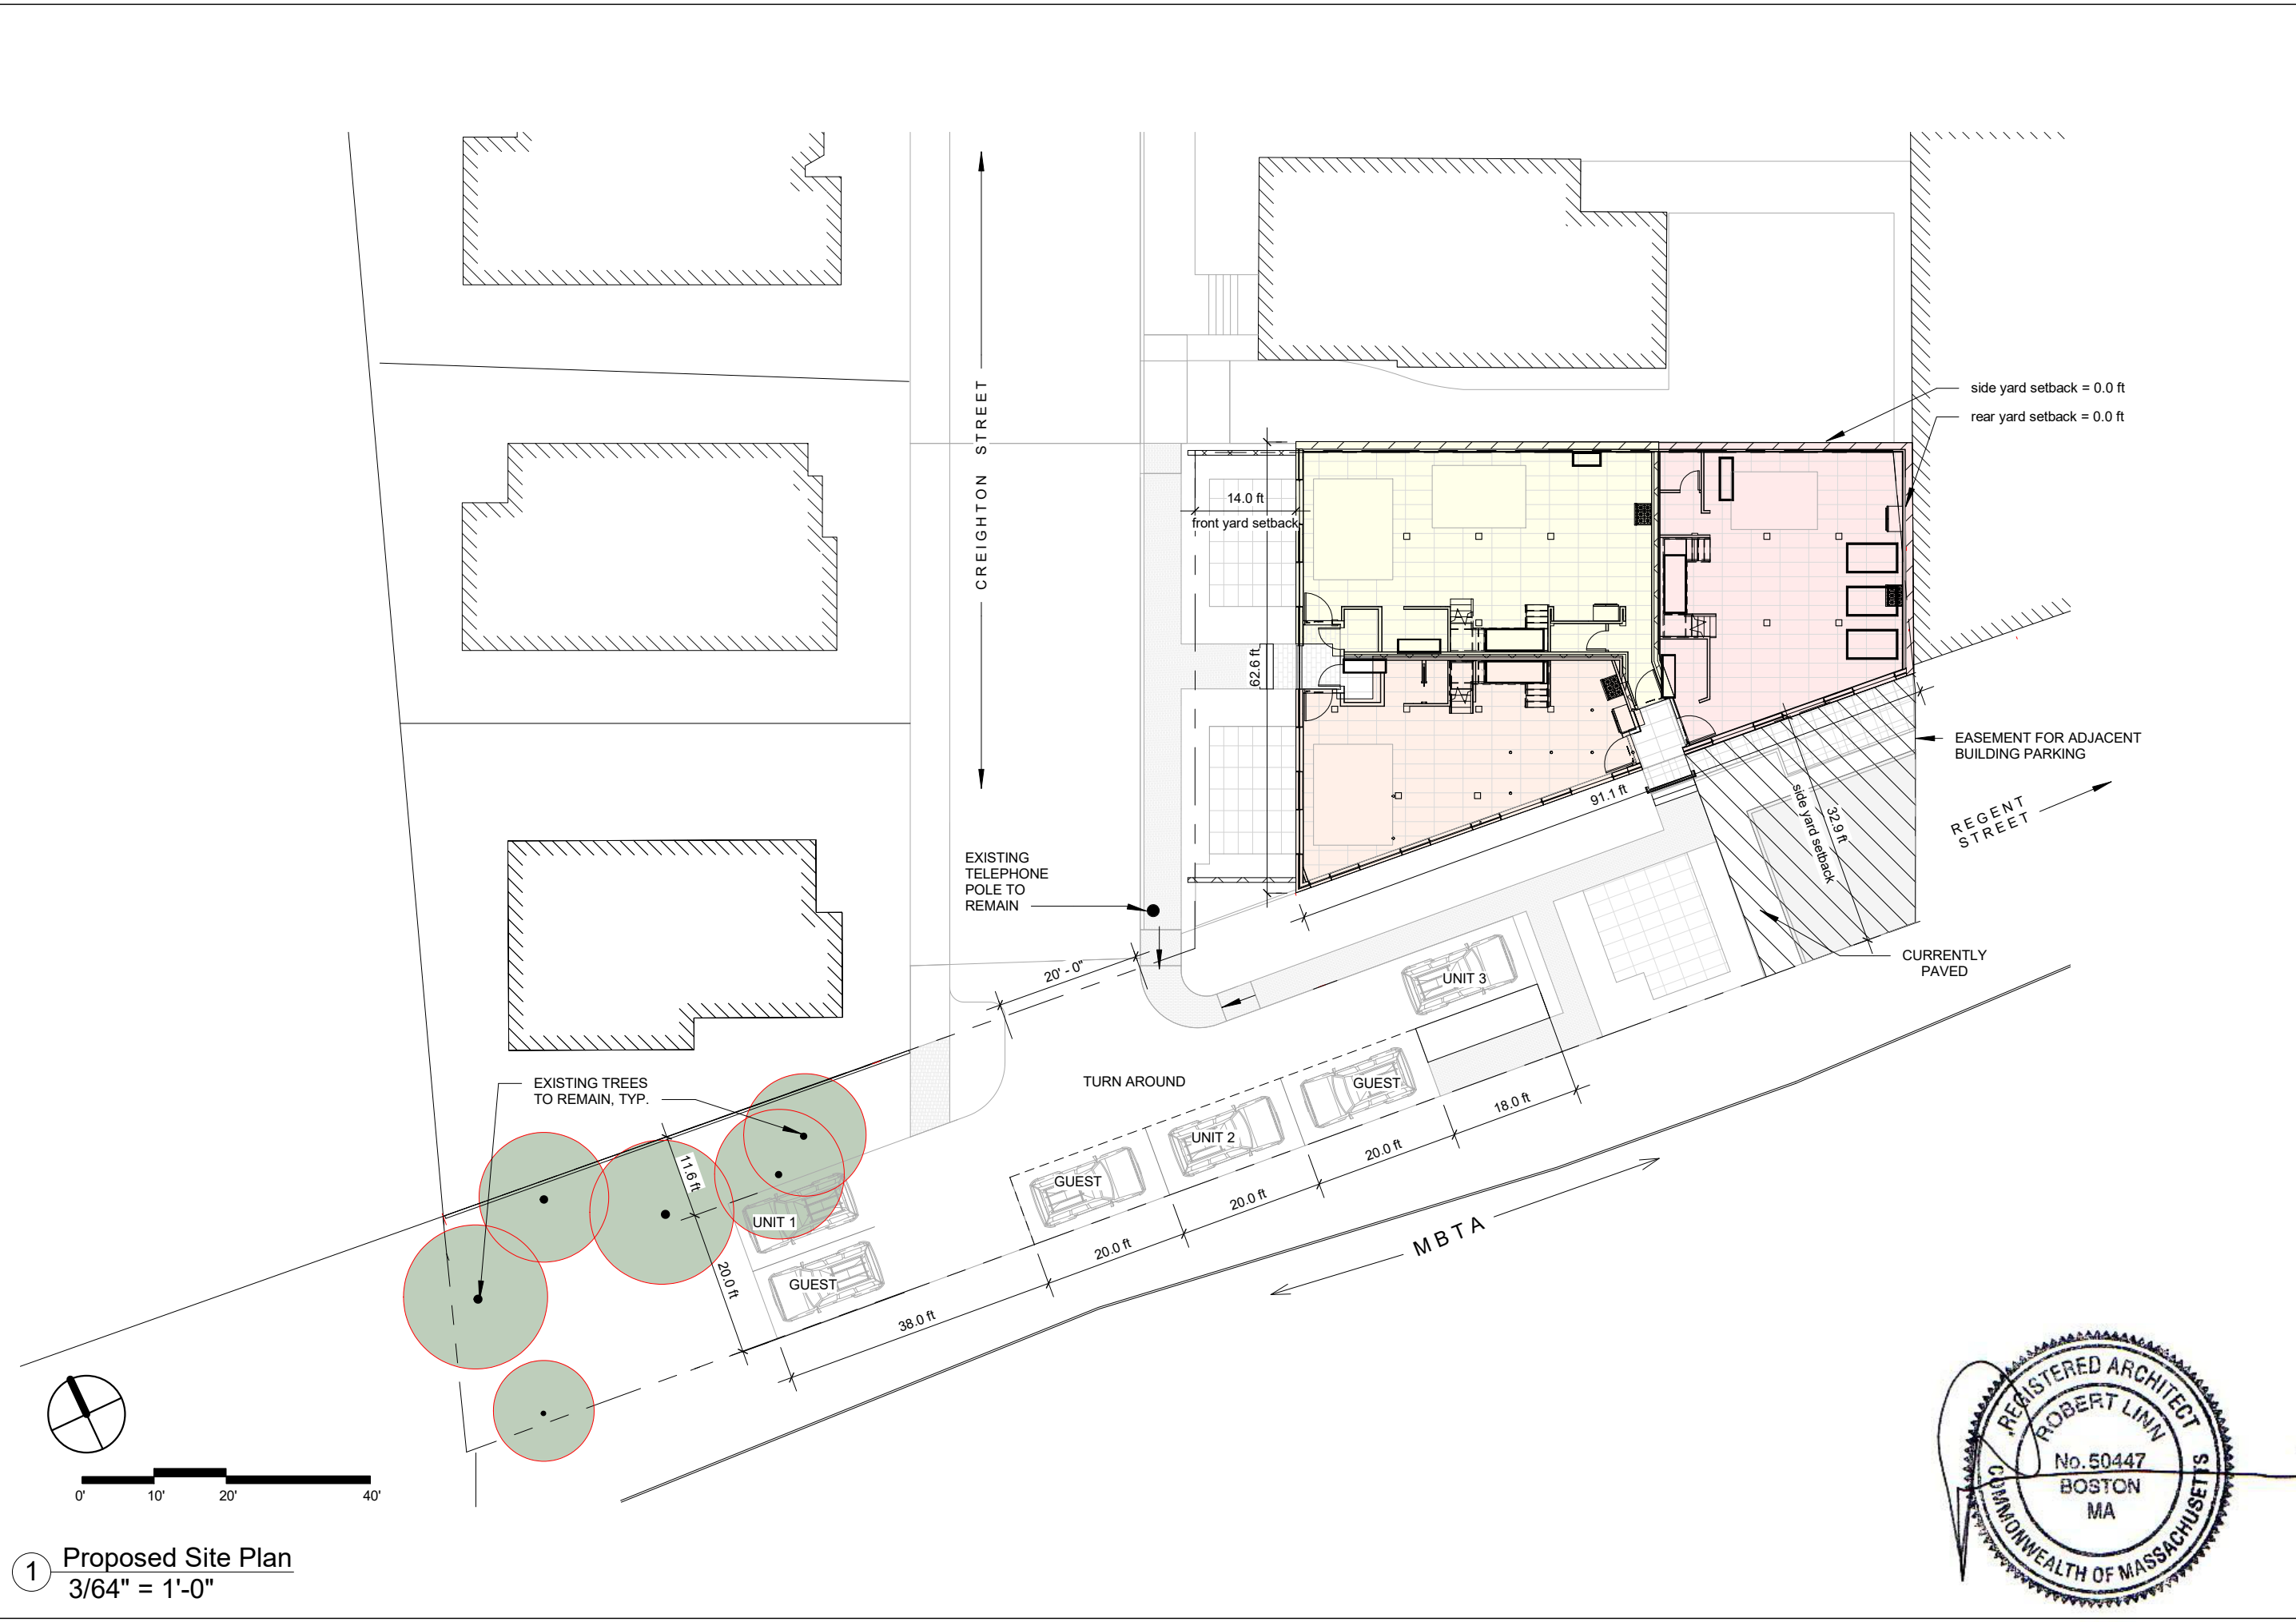 CREIGHTON STREET
side yard setback = 0.0 ft
rear yard setback = 0.0 ft
14.0 ft
front yard setback
62.6 ft
91.1 ft
EASEMENT FOR ADJACENT
BUILDING PARKING
REGENT
STREET
32.9 ft
side yard setback
EXISTING
TELEPHONE
POLE TO
REMAIN
CURRENTLY
PAVED
20' - 0"
UNIT 3
TURN AROUND
GUEST
18.0 ft
EXISTING TREES
TO REMAIN, TYP.
UNIT 2
20.0 ft
11.6 ft
GUEST
20.0 ft
UNIT 1
MBTA
20.0 ft
GUEST
20.0 ft
38.0 ft
0' 10' 20' 40'
1 Proposed Site Plan
3/64" = 1'-0"
REGISTERED ARCHITECT
ROBERT LINN
No. 50447
BOSTON
MA
COMMONWEALTH OF MASSACHUSETTS